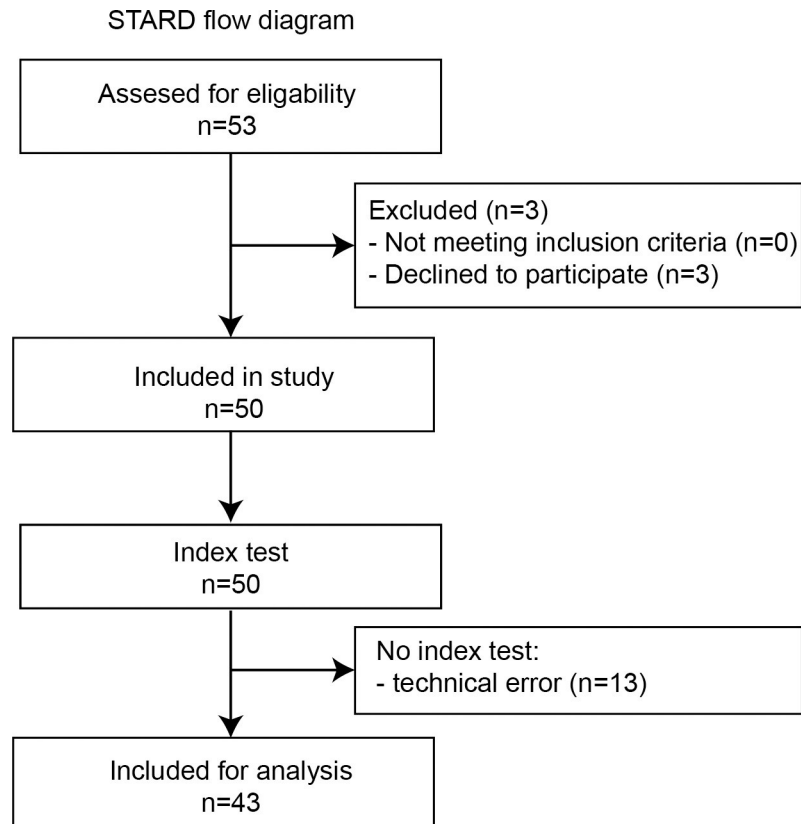 STARD flow diagram
Assesed for eligability
n=53
Excluded (n=3)
- Not meeting inclusion criteria (n=0)
- Declined to participate (n=3)
Included in study
n=50
Index test
n=50
No index test:
- technical error (n=13)
Included for analysis
n=43